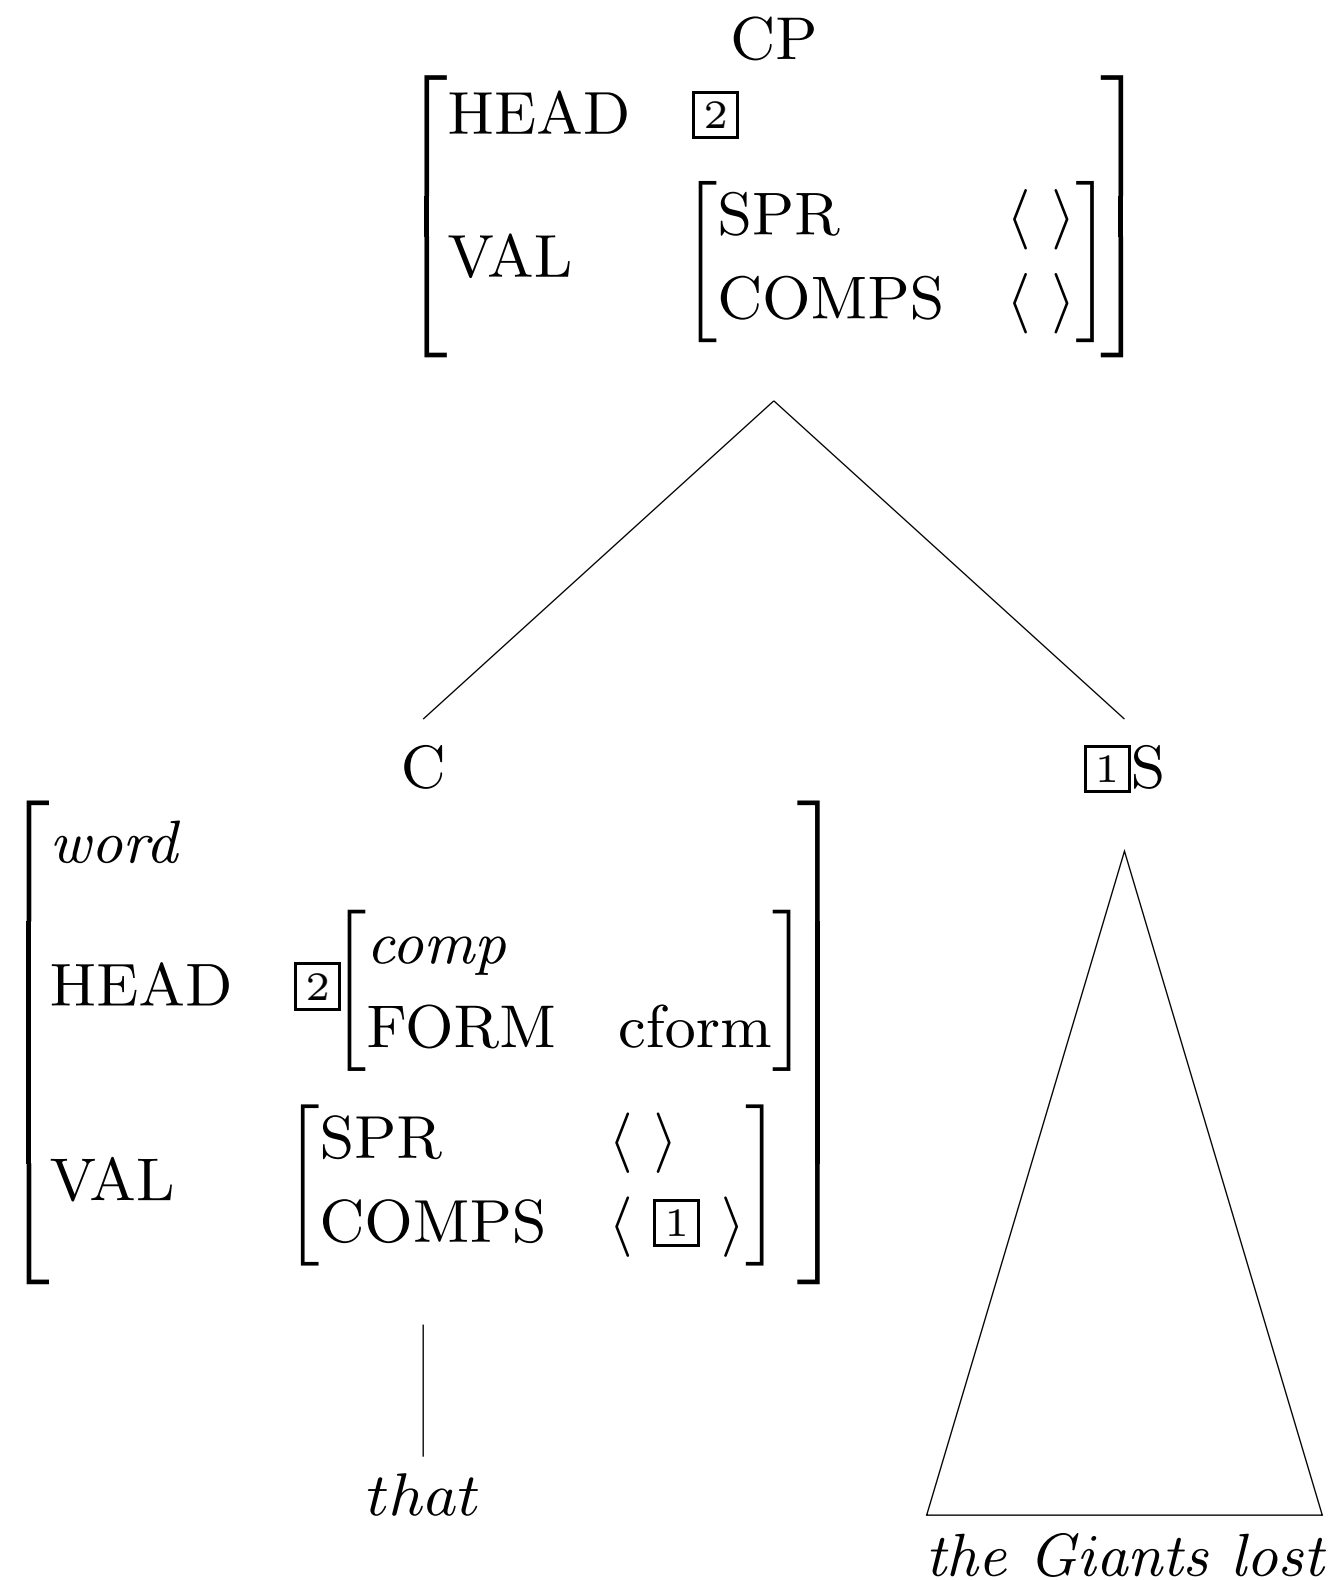 CP
HEAD 2
VAL
SPR ⟨ ⟩
COMPS ⟨ ⟩
C
1 S
word
HEAD 2
comp
FORM cform
VAL
SPR ⟨ ⟩
COMPS ⟨ 1 ⟩
that
the Giants lost